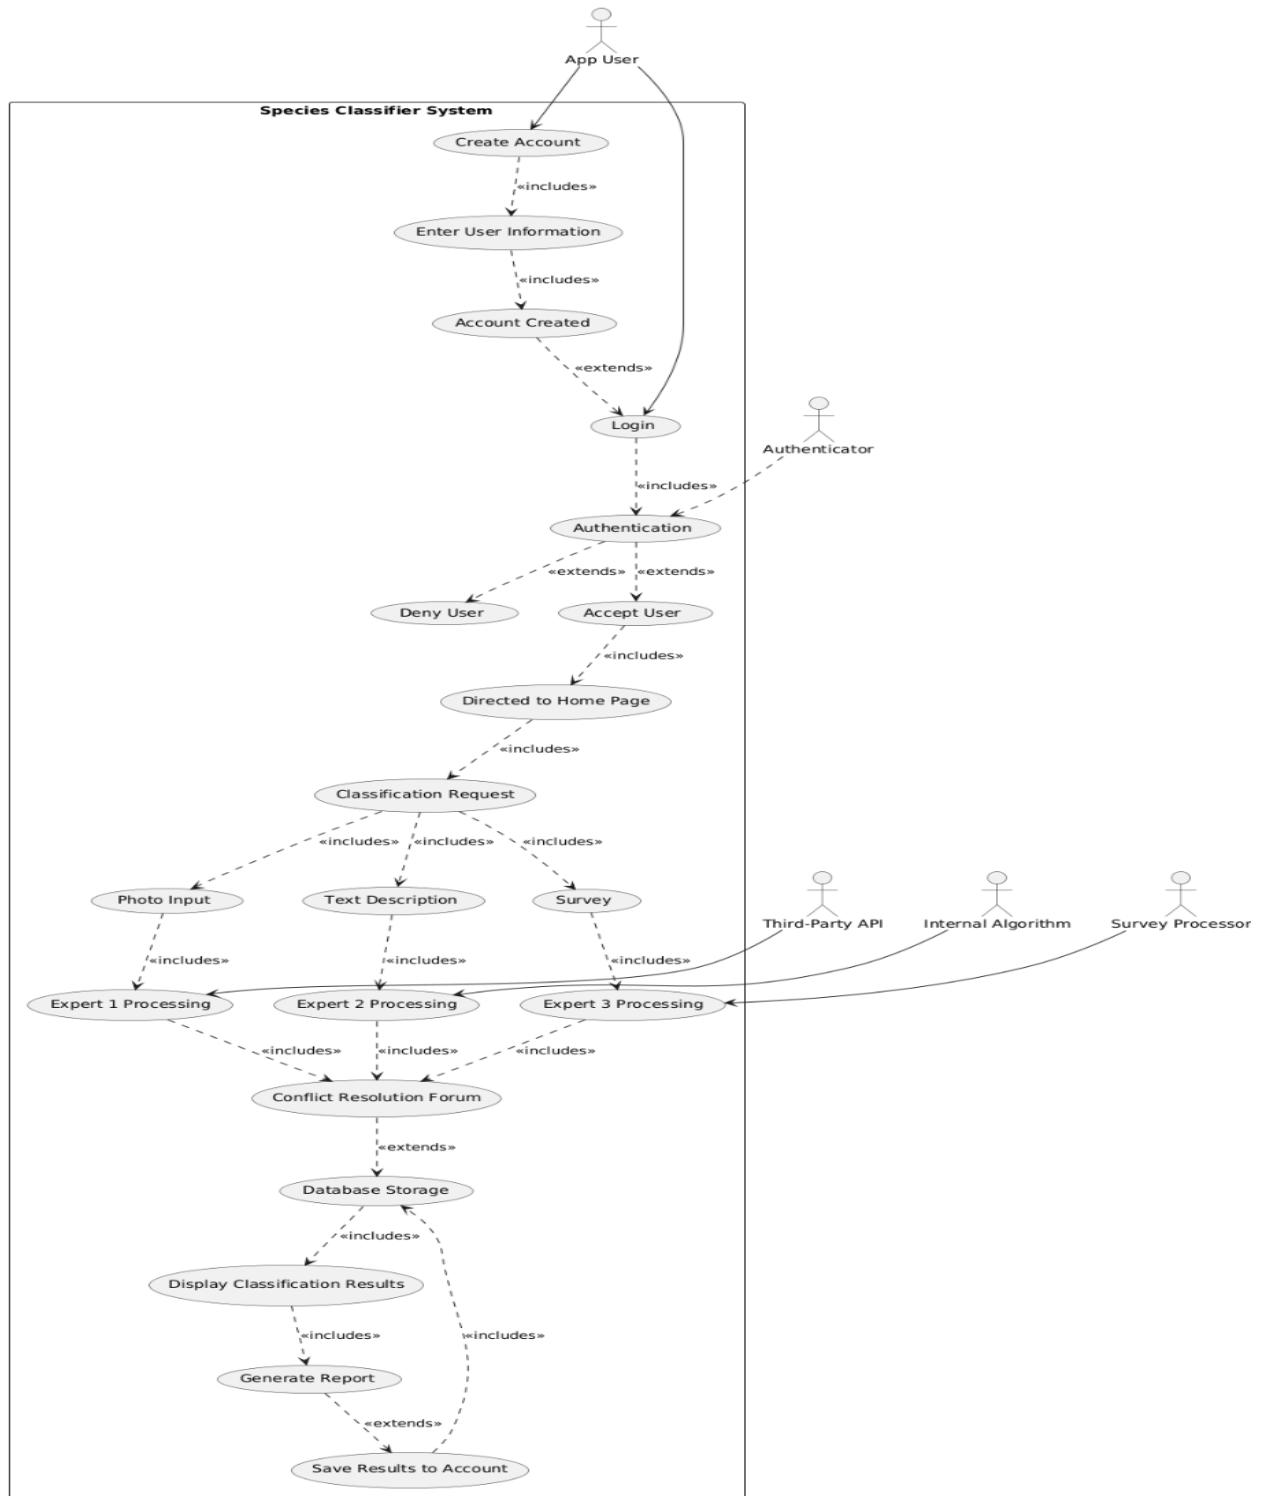 App User
Species Classifier System
Create Account
«includes»
Enter User Information
«includes»
Account Created
«extends»
Login
Authenticator
«includes»
Authentication
«extends» «extends»
Deny User Accept User
«includes»
Directed to Home Page
«includes»
Classification Request
«includes» «includes» «includes»
Photo Input Text Description Survey
Third-Party API Internal Algorithm Survey Processor
«includes» «includes» «includes»
Expert 1 Processing Expert 2 Processing Expert 3 Processing
«includes» «includes» «includes»
Conflict Resolution Forum
«extends»
Database Storage
«includes»
Display Classification Results
«includes» «includes»
Generate Report
«extends»
Save Results to Account